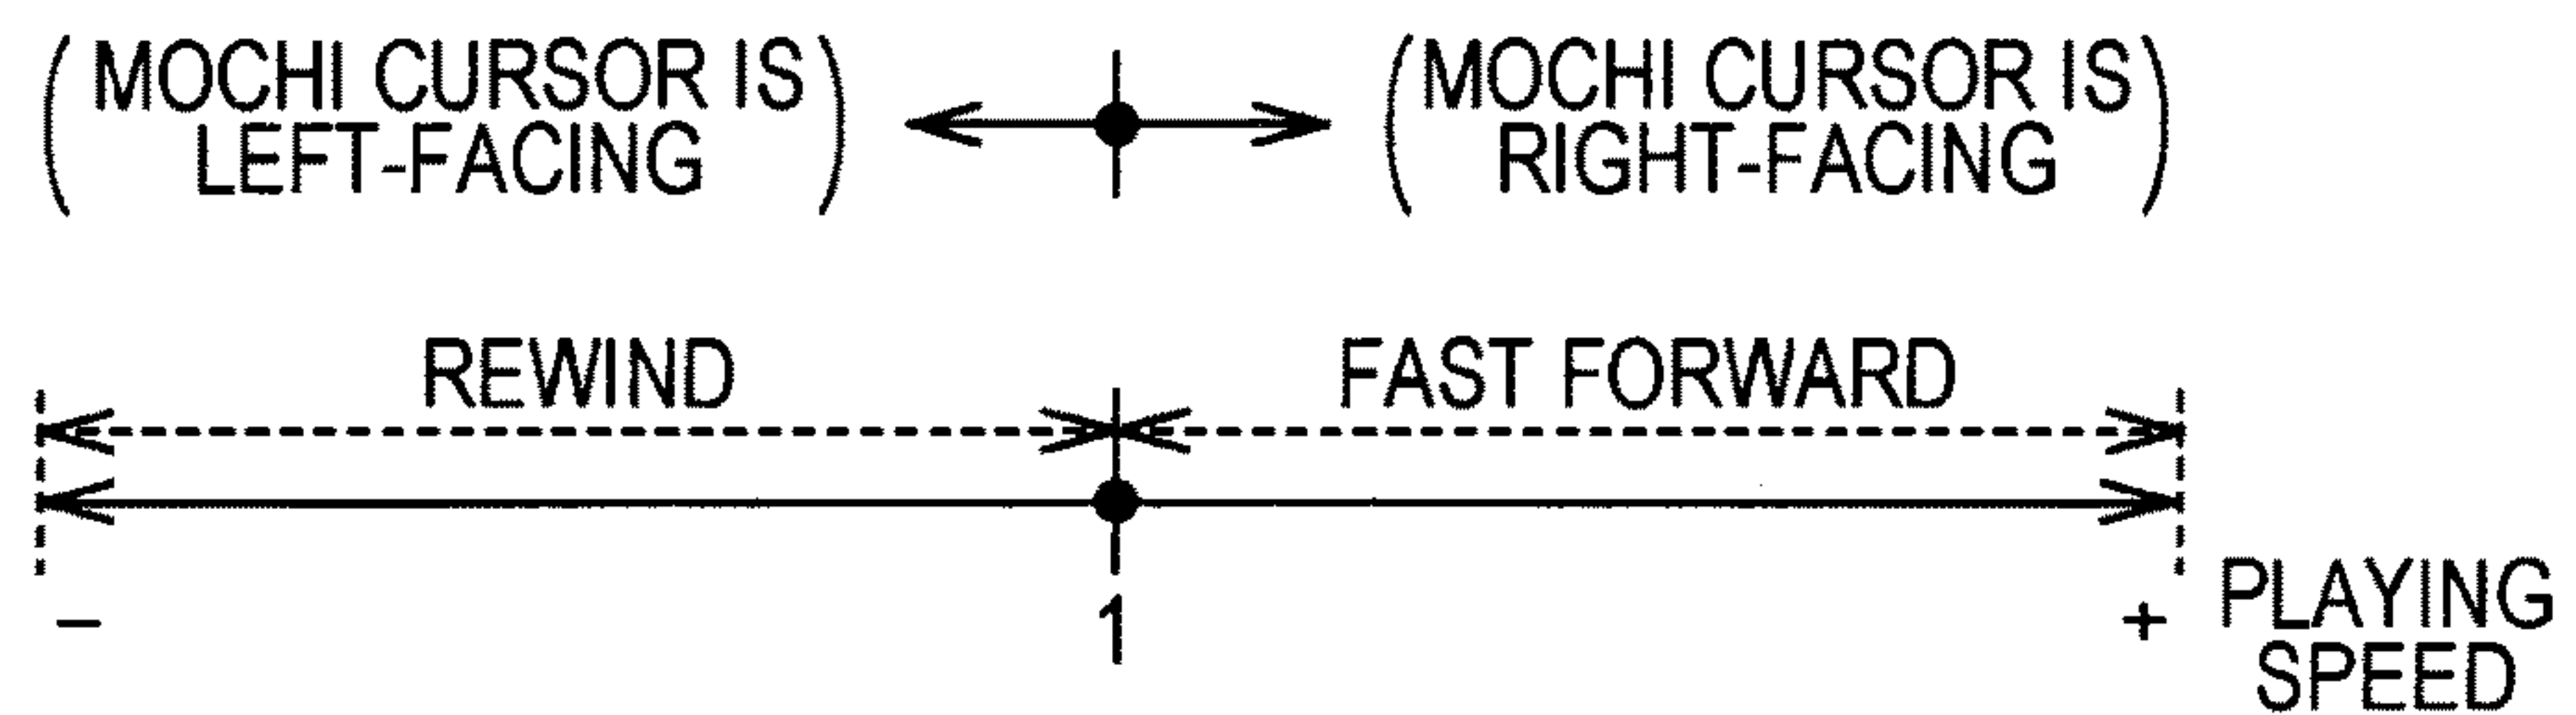 (MOCHI CURSOR IS
LEFT-FACING)
(MOCHI CURSOR IS
RIGHT-FACING)
REWIND
FAST FORWARD
−
1
+
PLAYING
SPEED